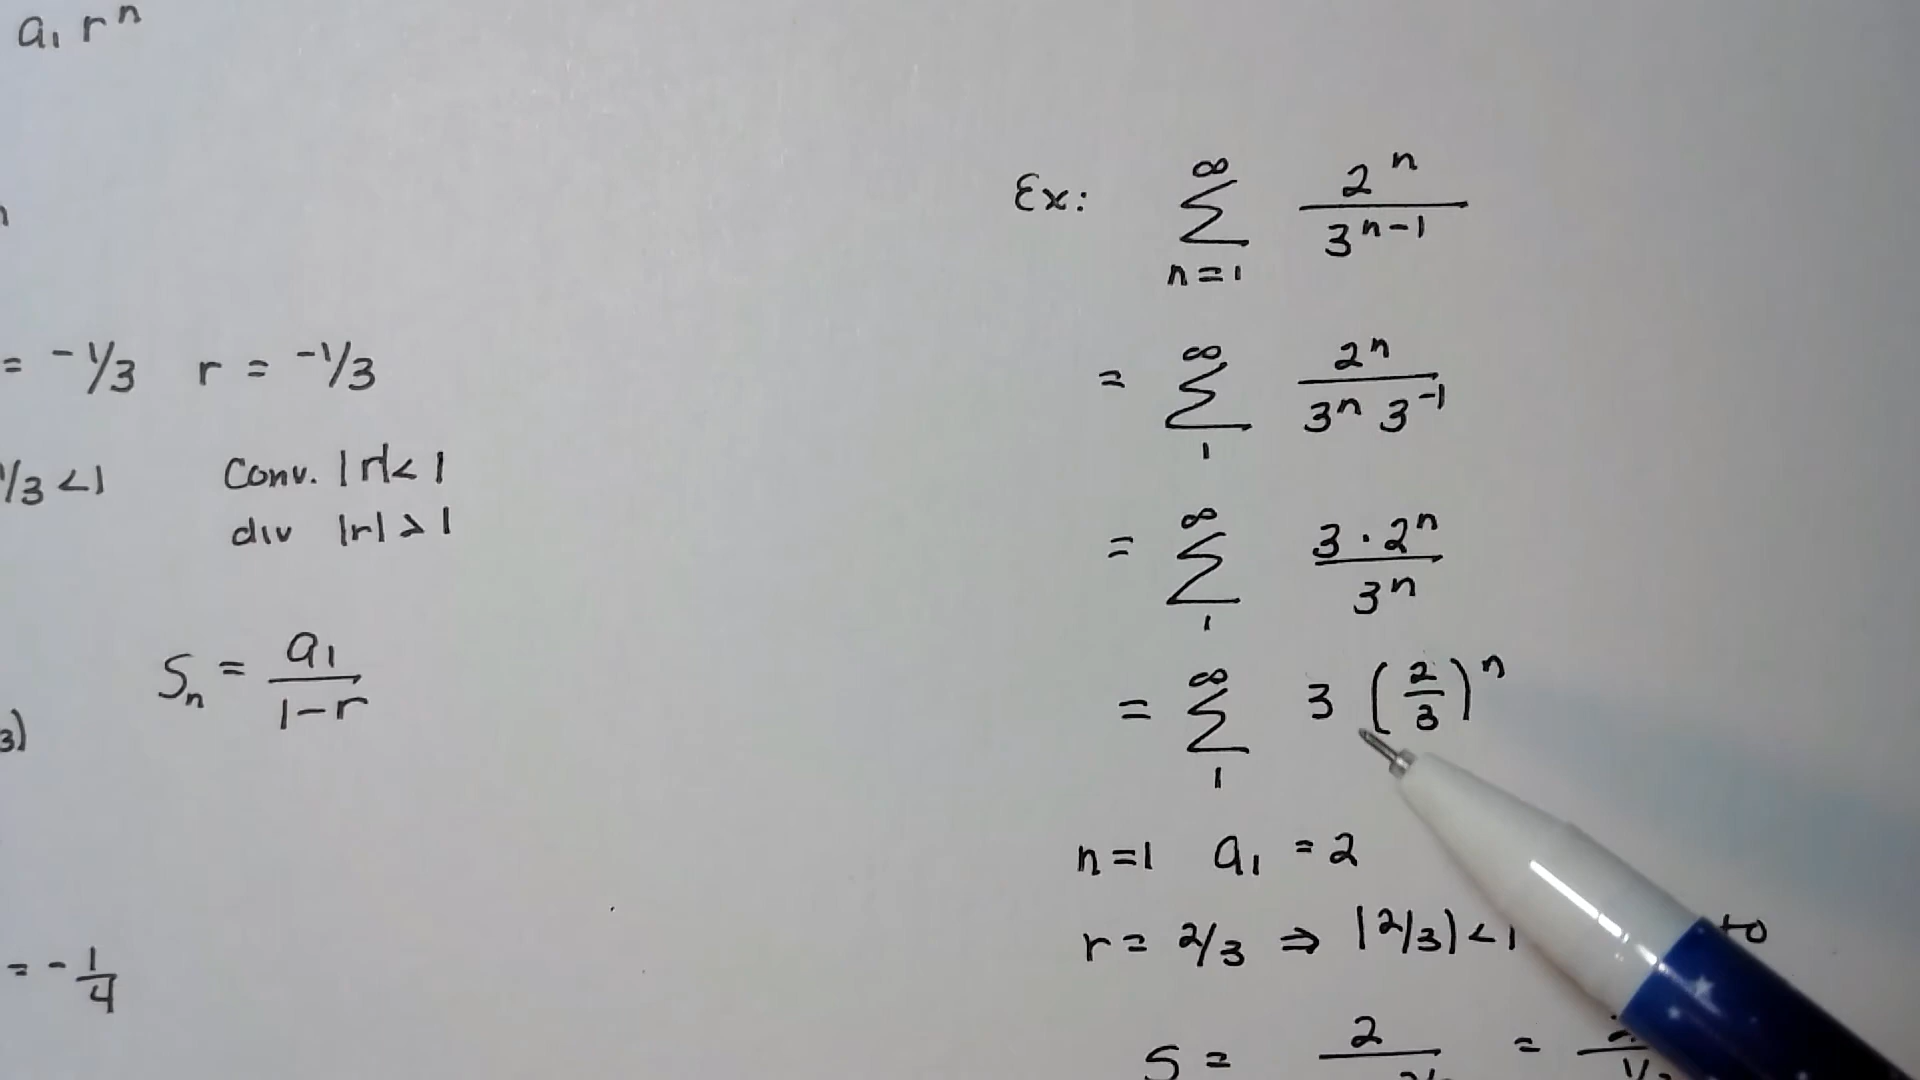 a₁ rⁿ
= -1/3 r = -1/3
1/3 < 1
Conv. |r| < 1
div |r| > 1
Sₙ = a₁/(1-r)
3)
= - 1/4
Ex: ∞ Σ n=1 2ⁿ/3ⁿ⁻¹
= ∞ Σ 1 2ⁿ/(3ⁿ 3⁻¹)
= ∞ Σ 1 (3 · 2ⁿ)/3ⁿ
= ∞ Σ 1 3 (2/3)ⁿ
n=1 a₁ = 2
r = 2/3 ⇒ |2/3| < 1 to
S = 2 =